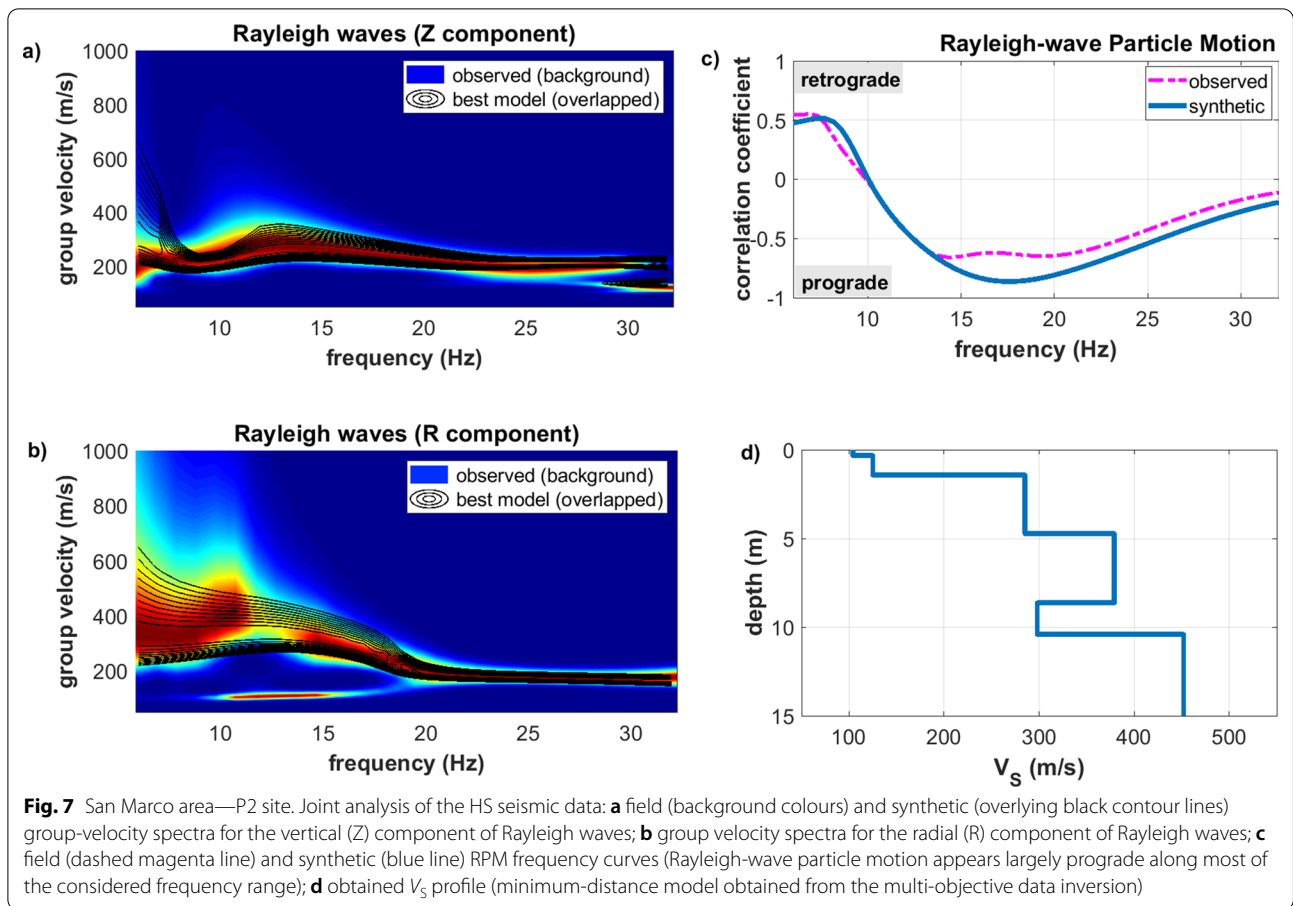 a)
Rayleigh waves (Z component)
observed (background)
best model (overlapped)
1000
800
600
400
200
group velocity (m/s)
10
15
20
25
30
frequency (Hz)
c)
Rayleigh-wave Particle Motion
retrograde
observed
synthetic
prograde
1
0.5
0
-0.5
-1
correlation coefficient
10
15
20
25
30
frequency (Hz)
b)
Rayleigh waves (R component)
observed (background)
best model (overlapped)
1000
800
600
400
200
group velocity (m/s)
10
15
20
25
30
frequency (Hz)
d)
0
5
10
15
depth (m)
100
200
300
400
500
V_S (m/s)
Fig. 7 San Marco area—P2 site. Joint analysis of the HS seismic data: a field (background colours) and synthetic (overlying black contour lines)
group-velocity spectra for the vertical (Z) component of Rayleigh waves; b group velocity spectra for the radial (R) component of Rayleigh waves; c
field (dashed magenta line) and synthetic (blue line) RPM frequency curves (Rayleigh-wave particle motion appears largely prograde along most of
the considered frequency range); d obtained V_S profile (minimum-distance model obtained from the multi-objective data inversion)